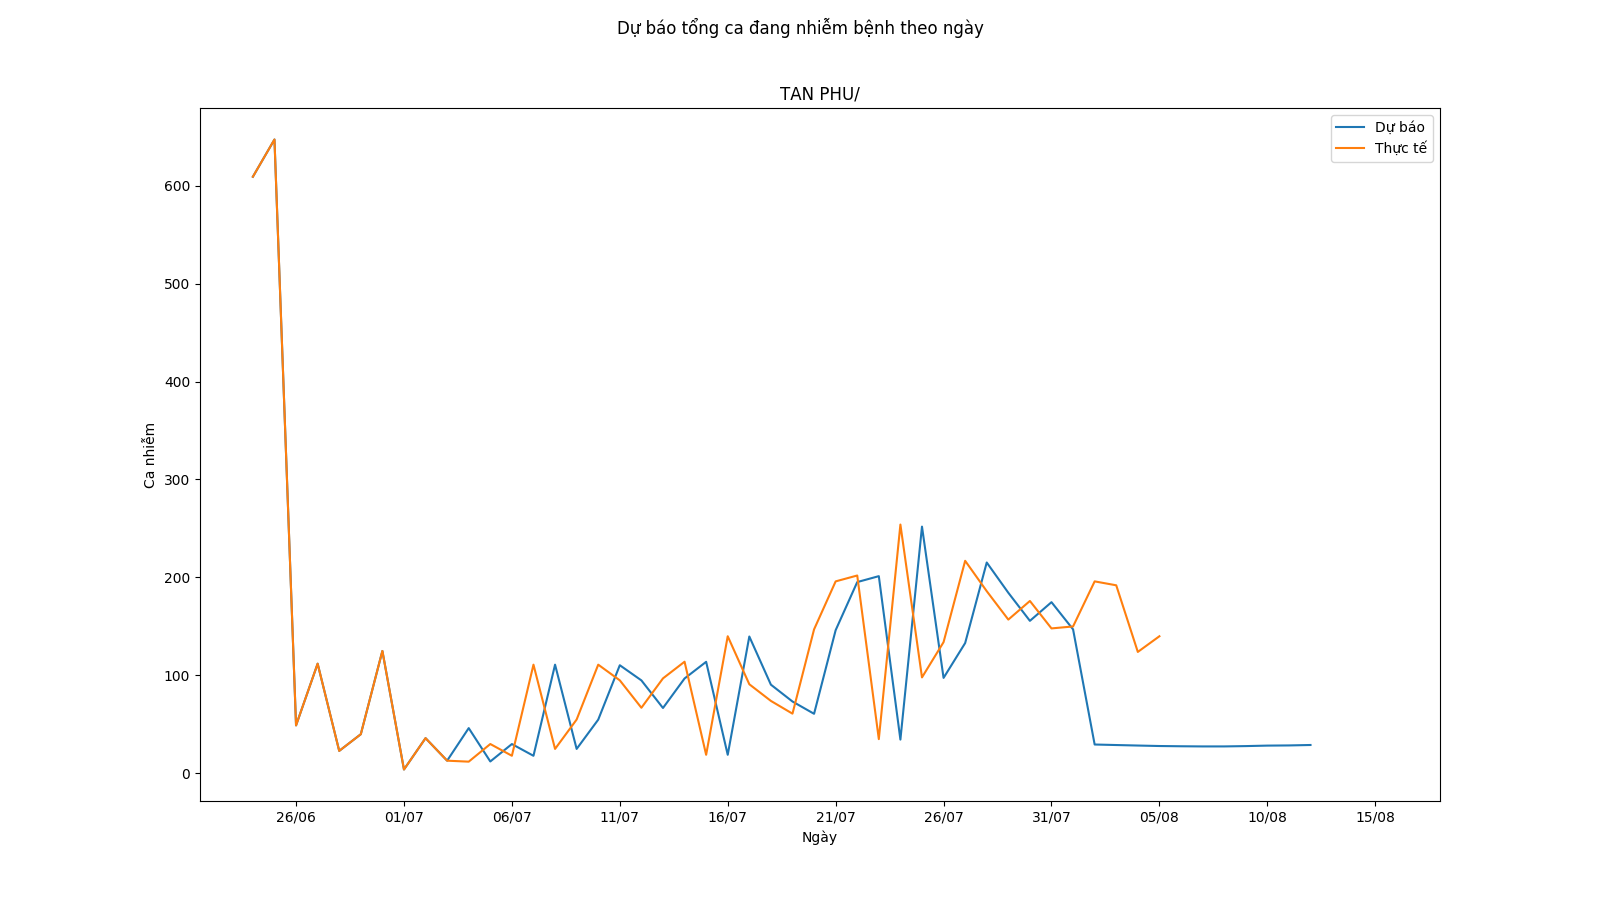 Dự báo tổng ca đang nhiễm bệnh theo ngày
TAN PHU/
Dự báo
Thực tế
600
500
400
300
200
100
0
Ca nhiễm
26/06 01/07 06/07 11/07 16/07 21/07 26/07 31/07 05/08 10/08 15/08
Ngày